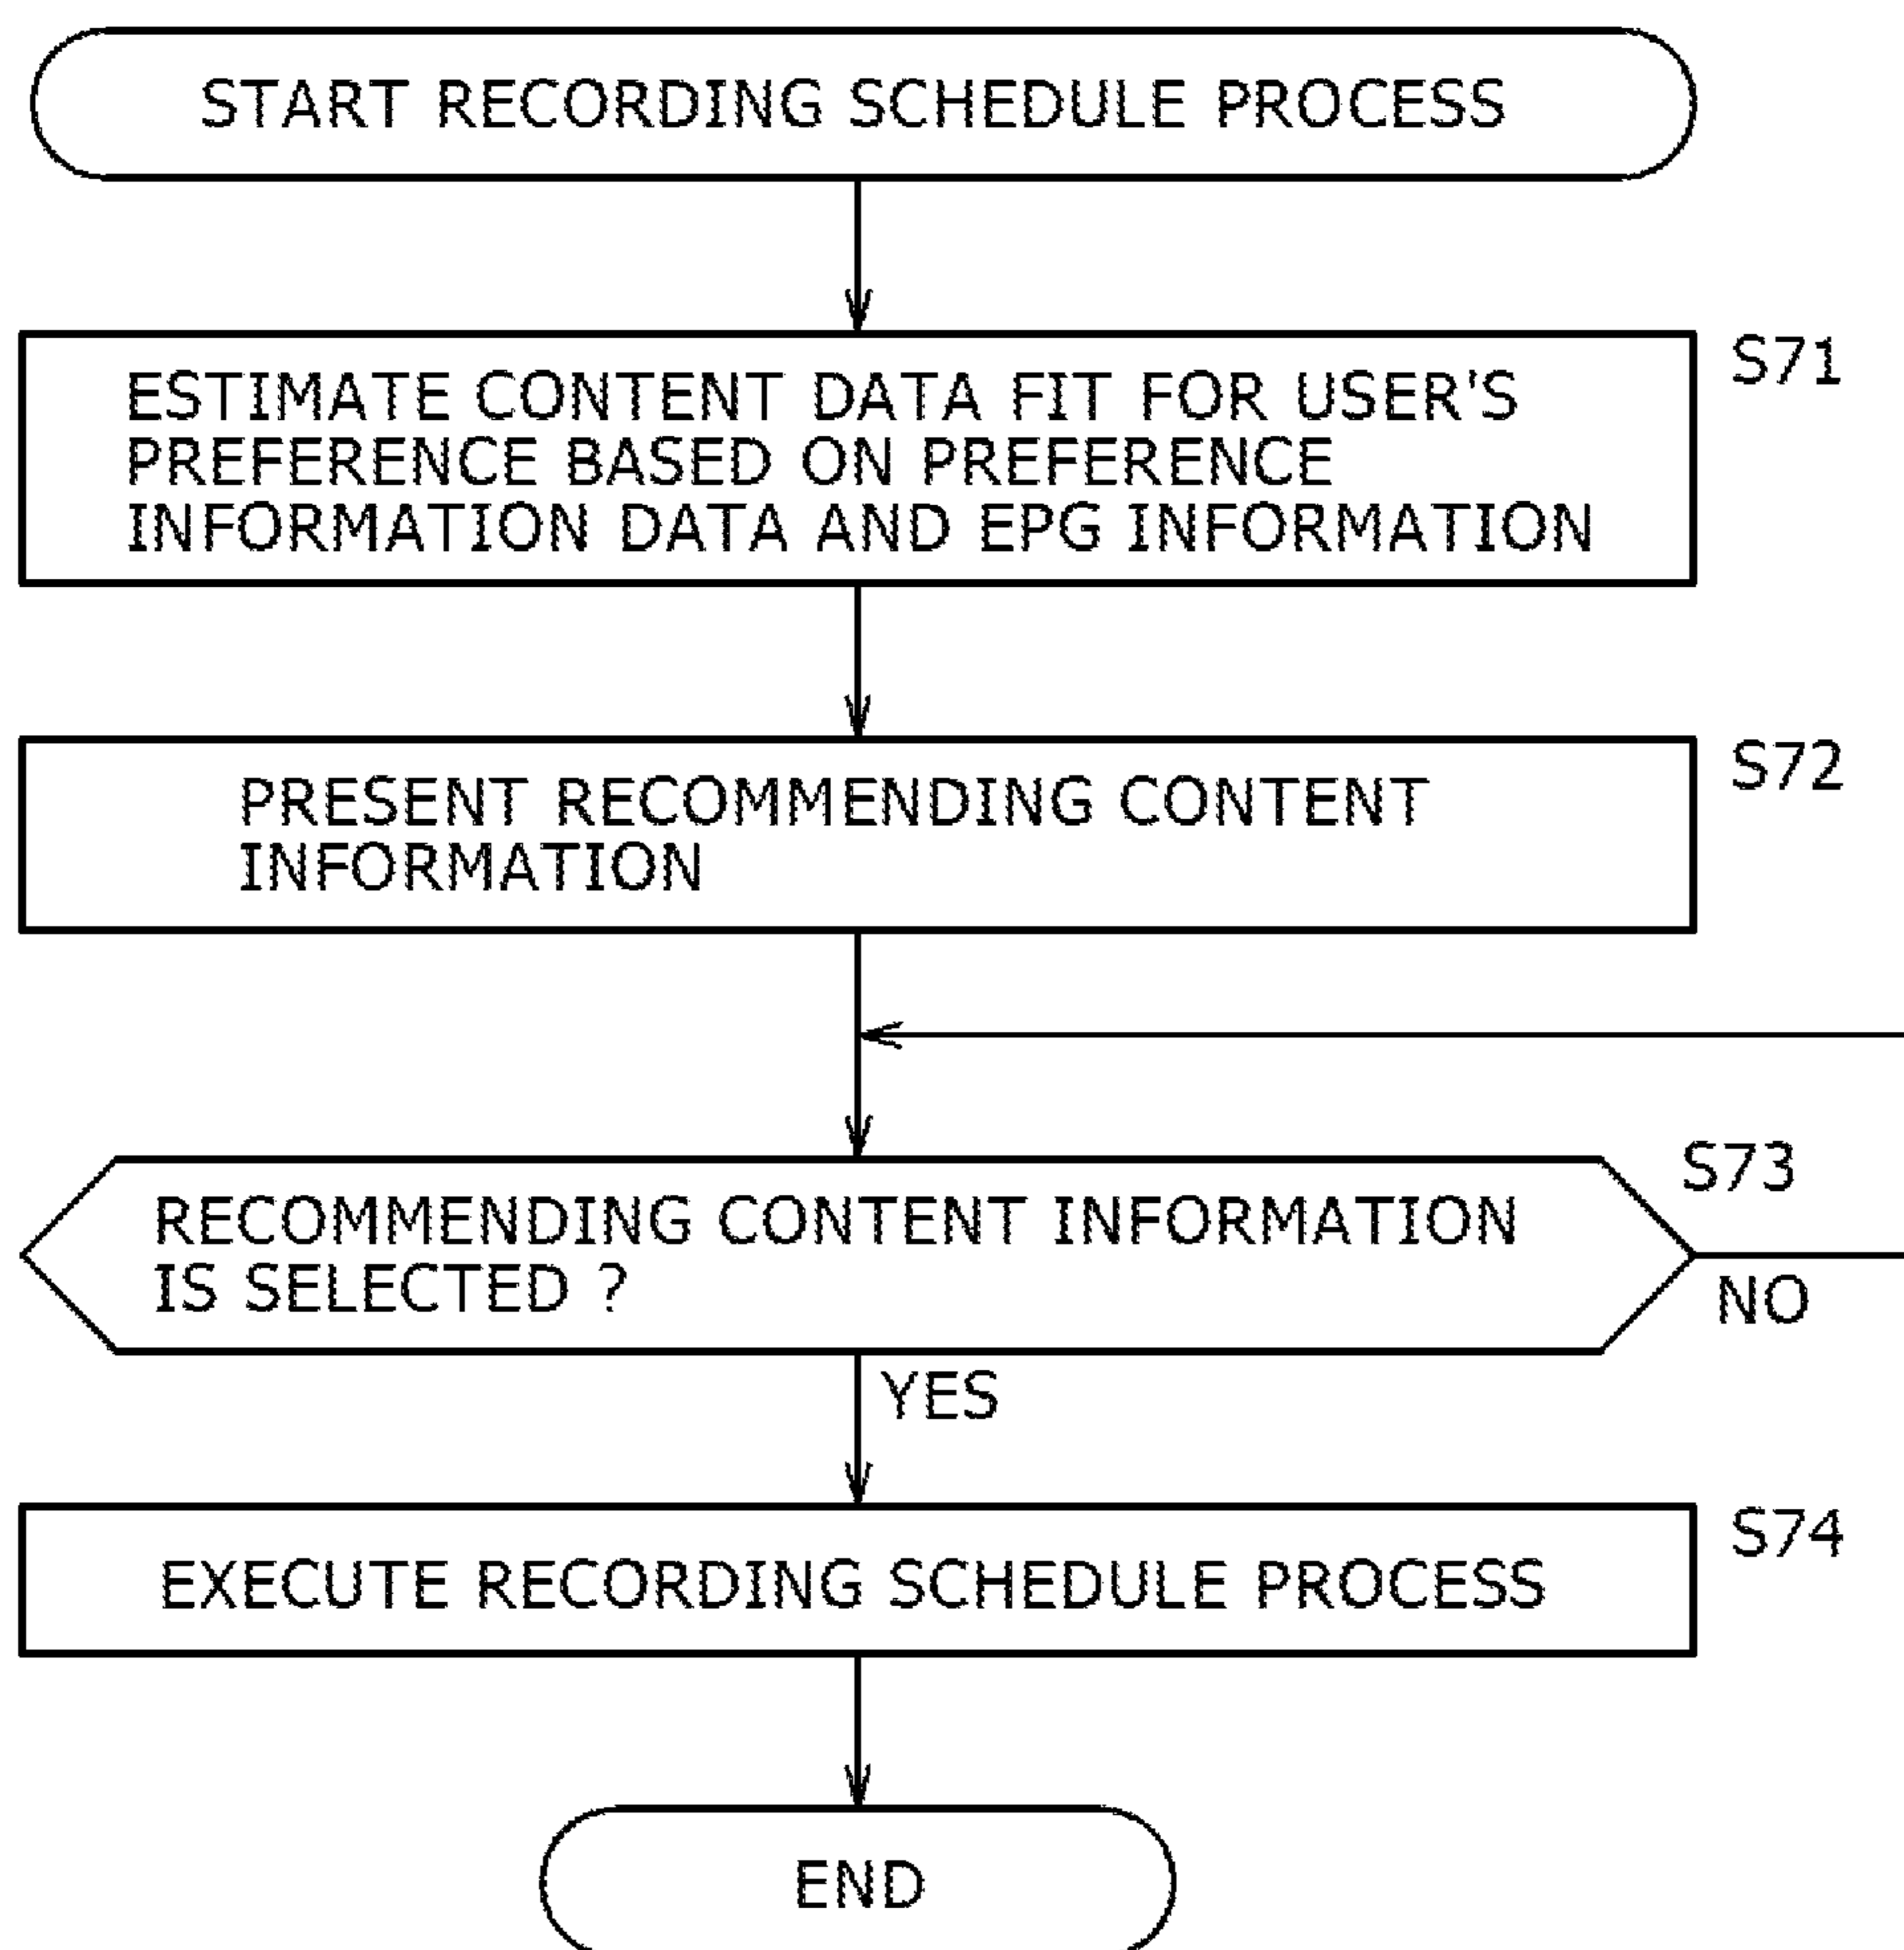 START RECORDING SCHEDULE PROCESS
S71
ESTIMATE CONTENT DATA FIT FOR USER'S
PREFERENCE BASED ON PREFERENCE
INFORMATION DATA AND EPG INFORMATION
S72
PRESENT RECOMMENDING CONTENT
INFORMATION
S73
RECOMMENDING CONTENT INFORMATION
IS SELECTED ?
NO
YES
S74
EXECUTE RECORDING SCHEDULE PROCESS
END